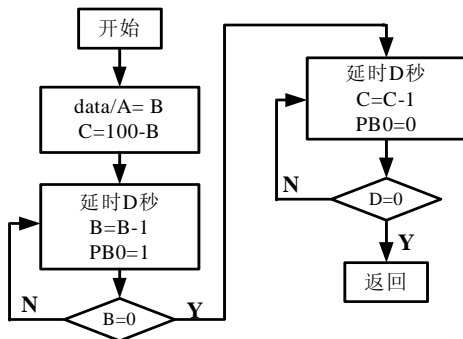 开始
data/A= B
C=100-B
延时D秒
B=B-1
PB0=1
N
B=0
Y
延时D秒
C=C-1
PB0=0
N
D=0
Y
返回